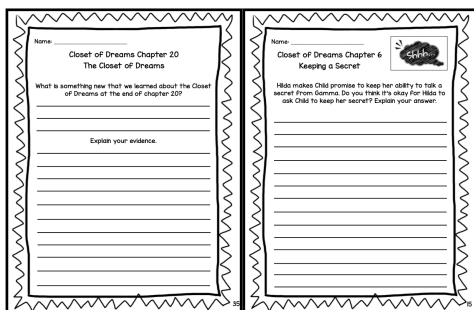 Name:
Closet of Dreams Chapter 20
The Closet of Dreams
What is something new that we learned about the Closet
of Dreams at the end of chapter 20?
Explain your evidence.
35
Name:
Shhh...
Closet of Dreams Chapter 6
Keeping a Secret
Hilda makes Child promise to keep her ability to talk a
secret from Gamma. Do you think it's okay for Hilda to
ask Child to keep her secret? Explain your answer.
15